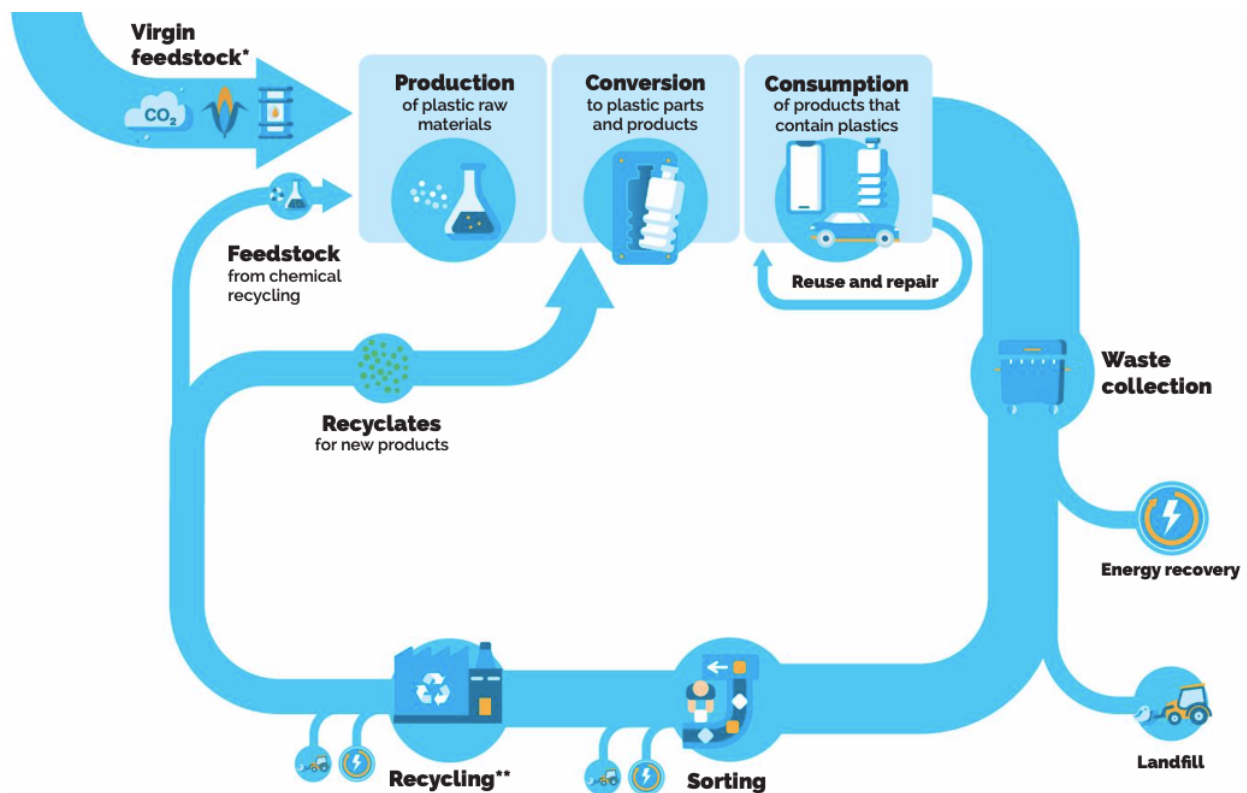 Virgin
feedstock*
CO₂
Production
of plastic raw
materials
Conversion
to plastic parts
and products
Consumption
of products that
contain plastics
Feedstock
from chemical
recycling
Reuse and repair
Recyclates
for new products
Waste
collection
Energy recovery
Landfill
Recycling**
Sorting